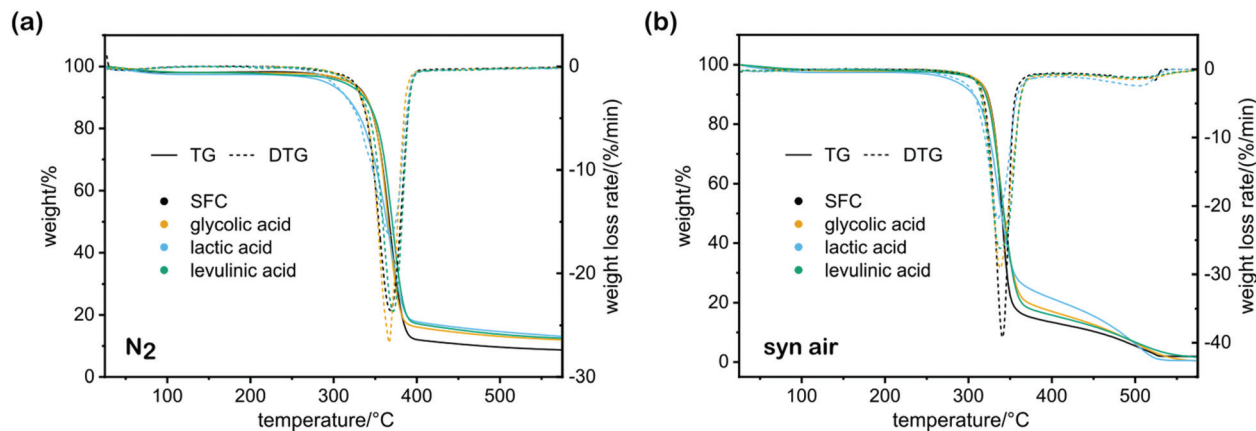 (a)
100
80
60
40
20
0
weight/%
0
-10
-20
-30
weight loss rate/(%/min)
TG DTG
SFC
glycolic acid
lactic acid
levulinic acid
N2
100 200 300 400 500
temperature/°C
(b)
100
80
60
40
20
0
weight/%
0
-10
-20
-30
-40
weight loss rate/(%/min)
TG DTG
SFC
glycolic acid
lactic acid
levulinic acid
syn air
100 200 300 400 500
temperature/°C